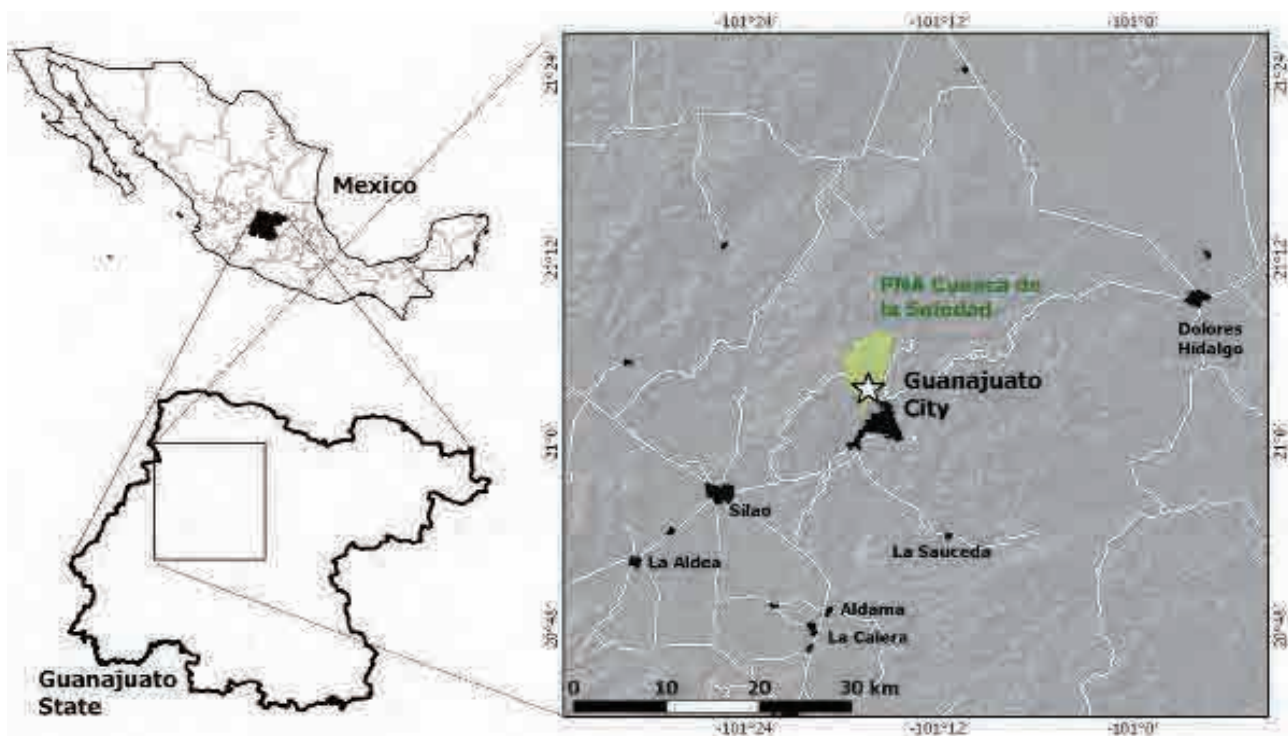 -101°24'
-101°12'
-101°0'
21°24'
21°24'
Mexico
21°12'
21°12'
PNA Cuenca de
la Soledad
Dolores
Hidalgo
Guanajuato
City
21°0'
21°0'
Silao
La Sauceda
La Aldea
Aldama
La Calera
20°48'
20°48'
Guanajuato
State
0 10 20 30 km
-101°24'
-101°12'
-101°0'